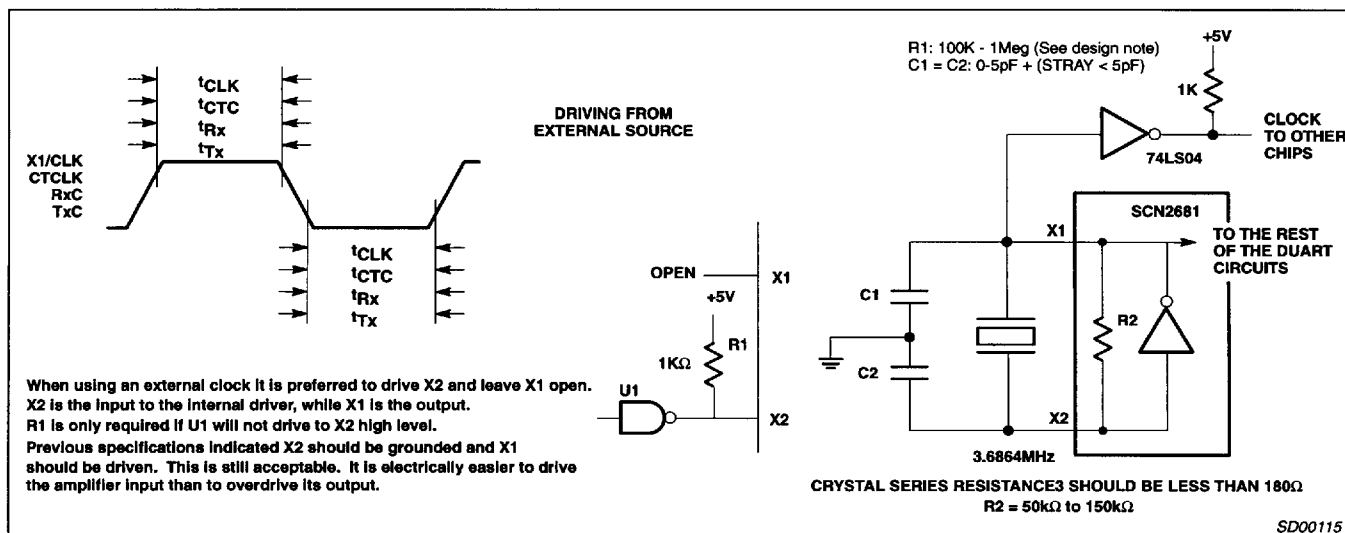 tCLK
tCTC
tRx
tTx
X1/CLK
CTCLK
RxC
TxC
tCLK
tCTC
tRx
tTx
DRIVING FROM
EXTERNAL SOURCE
OPEN
X1
+5V
R1
1KΩ
U1
X2
When using an external clock it is preferred to drive X2 and leave X1 open.
X2 is the input to the internal driver, while X1 is the output.
R1 is only required if U1 will not drive to X2 high level.
Previous specifications indicated X2 should be grounded and X1
should be driven. This is still acceptable. It is electrically easier to drive
the amplifier input than to overdrive its output.
R1: 100K - 1Meg (See design note)
C1 = C2: 0-5pF + (STRAY < 5pF)
+5V
1K
74LS04
CLOCK
TO OTHER
CHIPS
SCN2681
X1
TO THE REST
OF THE DUART
CIRCUITS
C1
C2
R2
X2
3.6864MHz
CRYSTAL SERIES RESISTANCE3 SHOULD BE LESS THAN 180Ω
R2 = 50kΩ to 150kΩ
SD00115